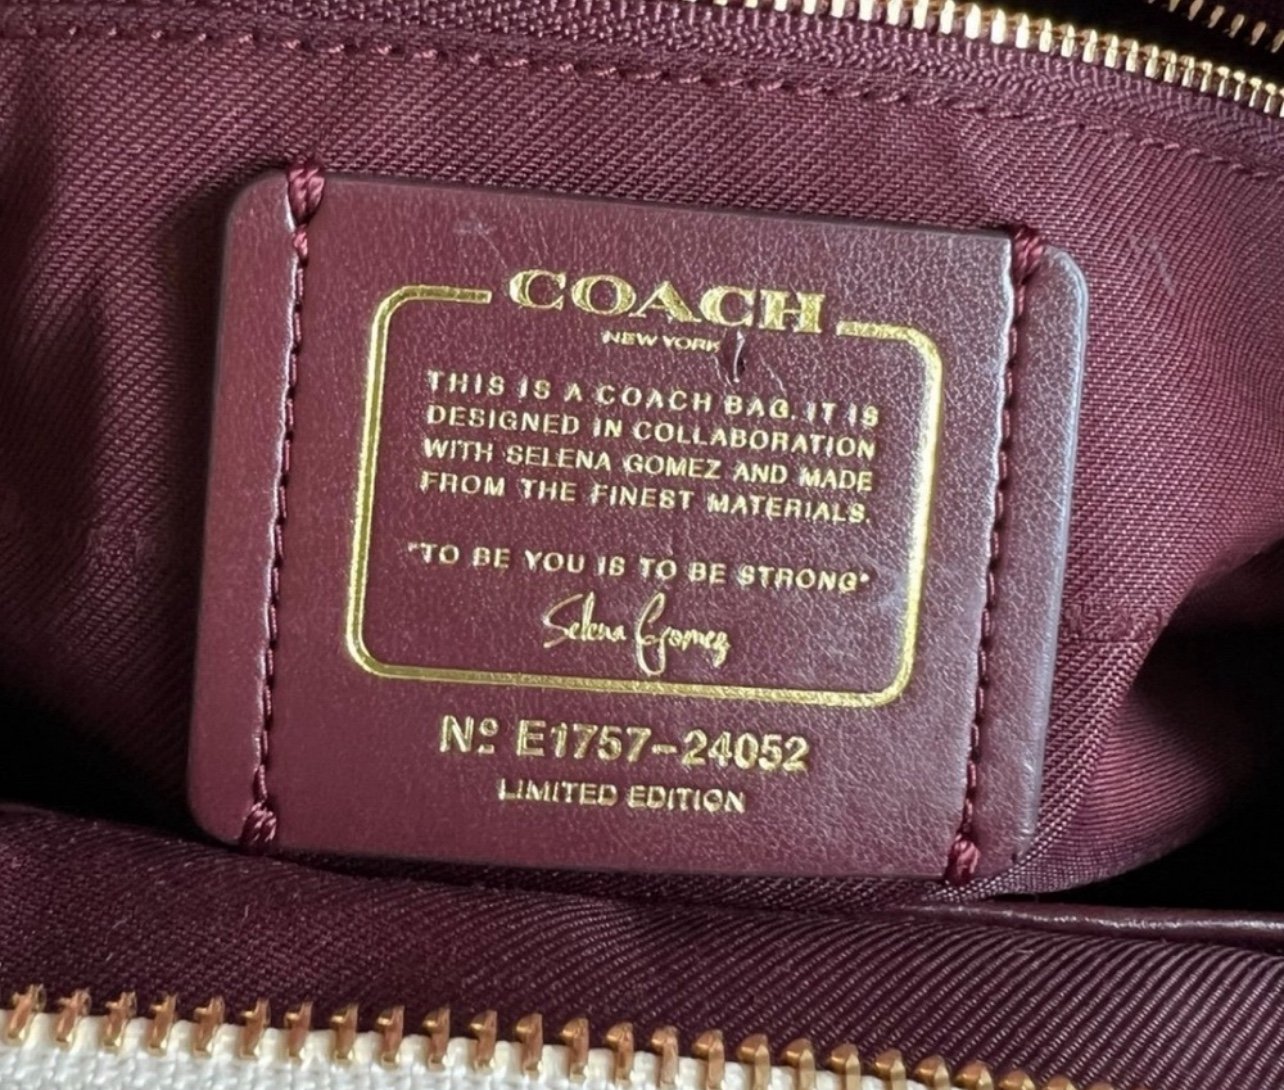 COACH
NEW YORK
THIS IS A COACH BAG. IT IS
DESIGNED IN COLLABORATION
WITH SELENA GOMEZ AND MADE
FROM THE FINEST MATERIALS.
"TO BE YOU IS TO BE STRONG"
Selena Gomez
Nº E1757-24052
LIMITED EDITION